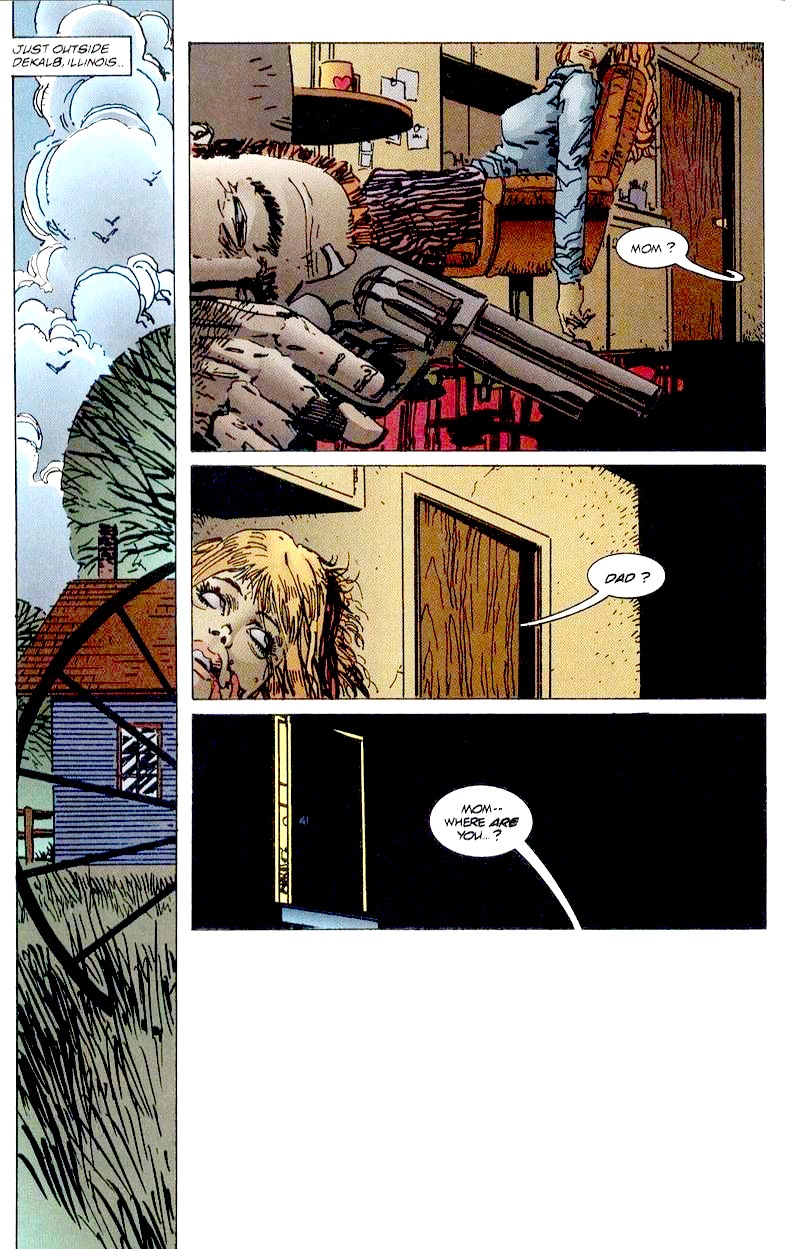 JUST OUTSIDE
DEKALB, ILLINOIS...
MOM ?
DAD ?
MOM--
WHERE ARE
YOU...?